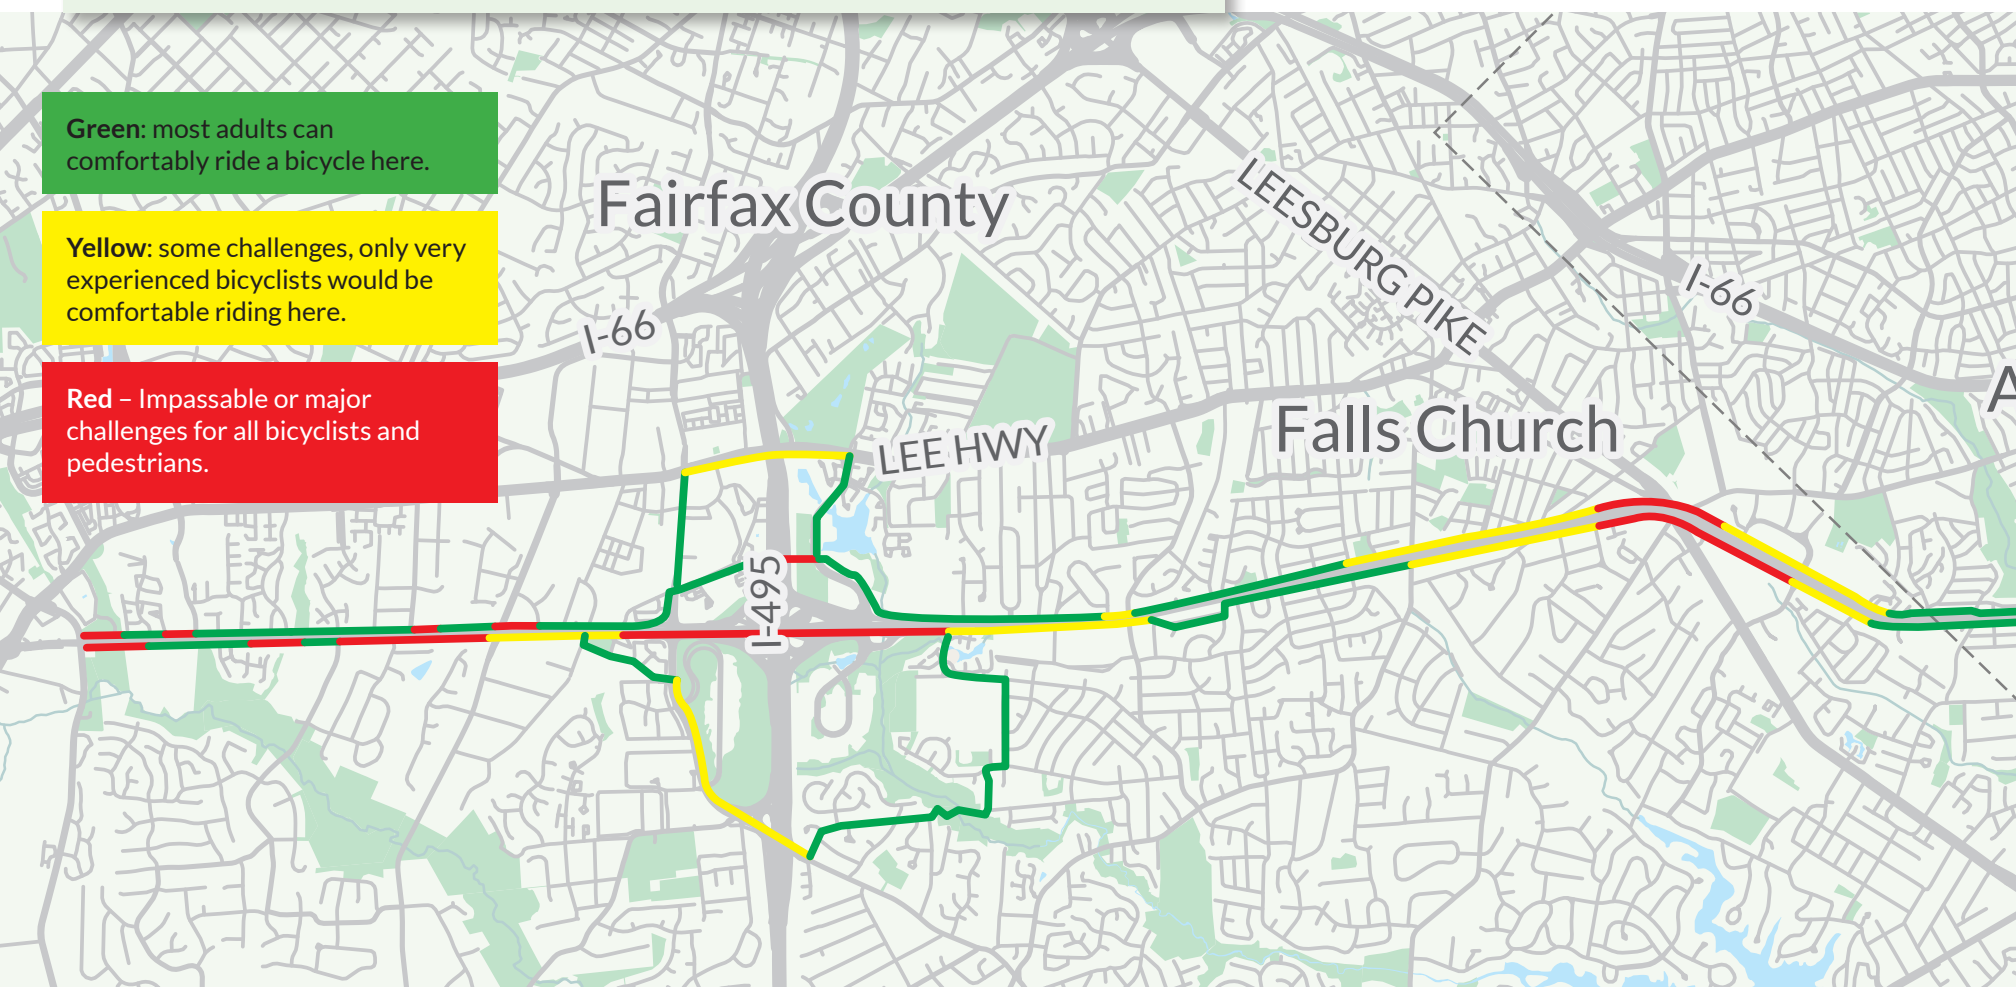 Green: most adults can
comfortably ride a bicycle here.
Yellow: some challenges, only very
experienced bicyclists would be
comfortable riding here.
Red – Impassable or major
challenges for all bicyclists and
pedestrians.
Fairfax County
LEESBURG PIKE
I-66
I-66
A
LEE HWY
Falls Church
I-495